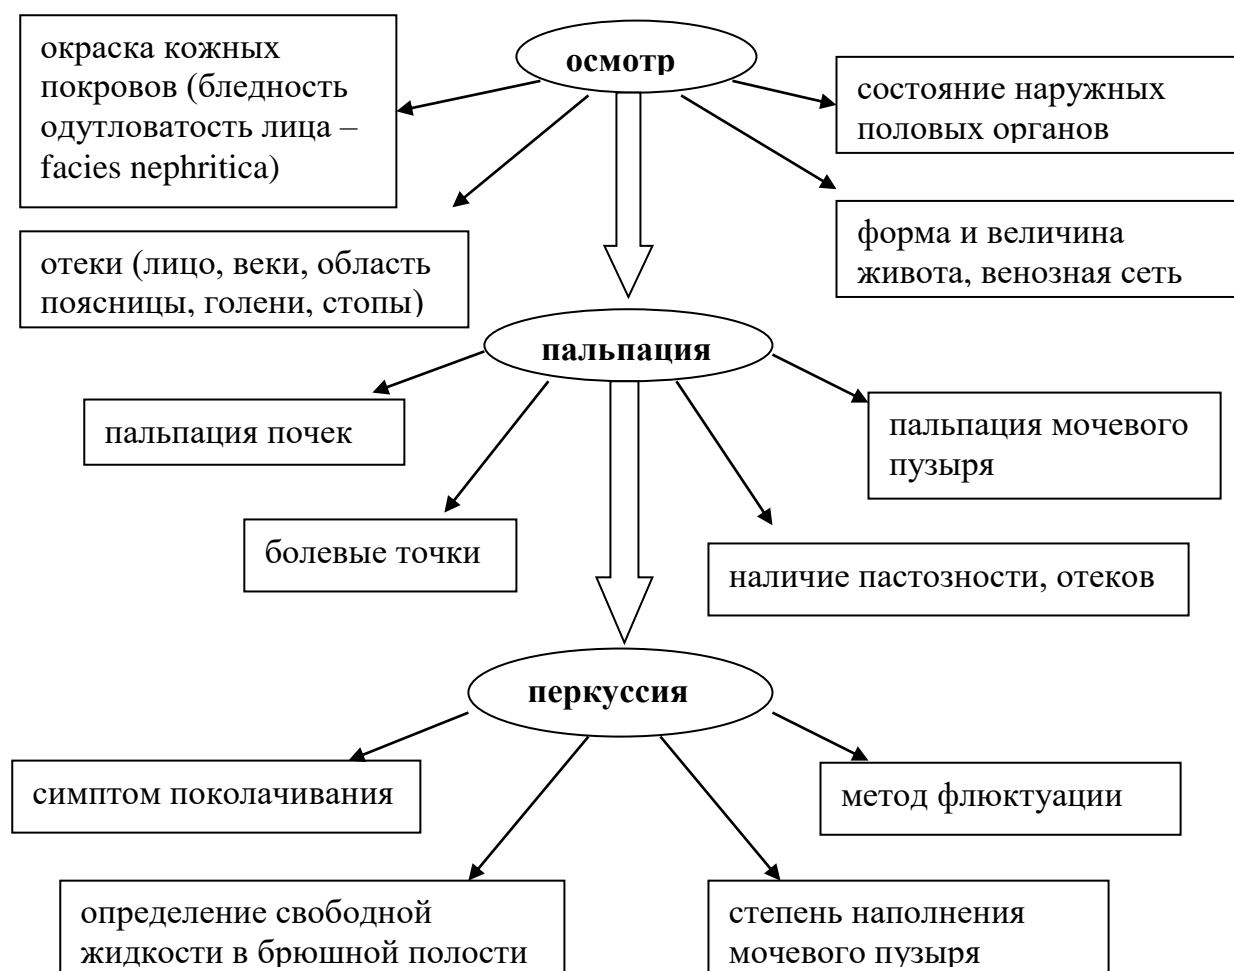 осмотр
окраска кожных
покровов (бледность
одутловатость лица –
facies nephritica)
состояние наружных
половых органов
отеки (лицо, веки, область
поясницы, голени, стопы)
форма и величина
живота, венозная сеть
пальпация
пальпация почек
пальпация мочевого
пузыря
болевые точки
наличие пастозности, отеков
перкуссия
симптом поколачивания
метод флюктуации
определение свободной
жидкости в брюшной полости
степень наполнения
мочевого пузыря